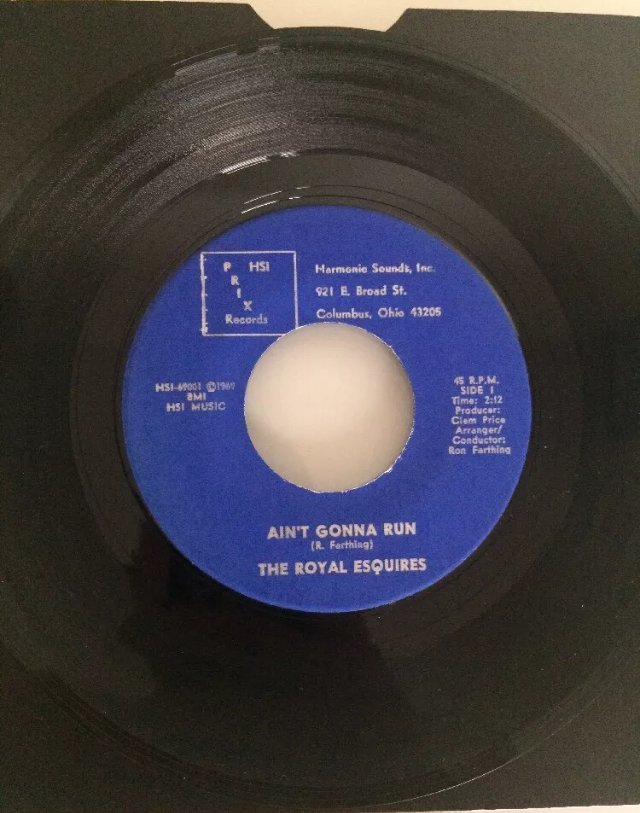 P HSI
R
I
X
Records
Harmonic Sounds, Inc.
921 E. Broad St.
Columbus, Ohio 43205
HSI-69001 ©1969
BMI
HSI MUSIC
45 R.P.M.
SIDE 1
Time: 2:12
Producer:
Clem Price
Arranger/
Conductor:
Ron Farthing
AIN'T GONNA RUN
(R. Farthing)
THE ROYAL ESQUIRES